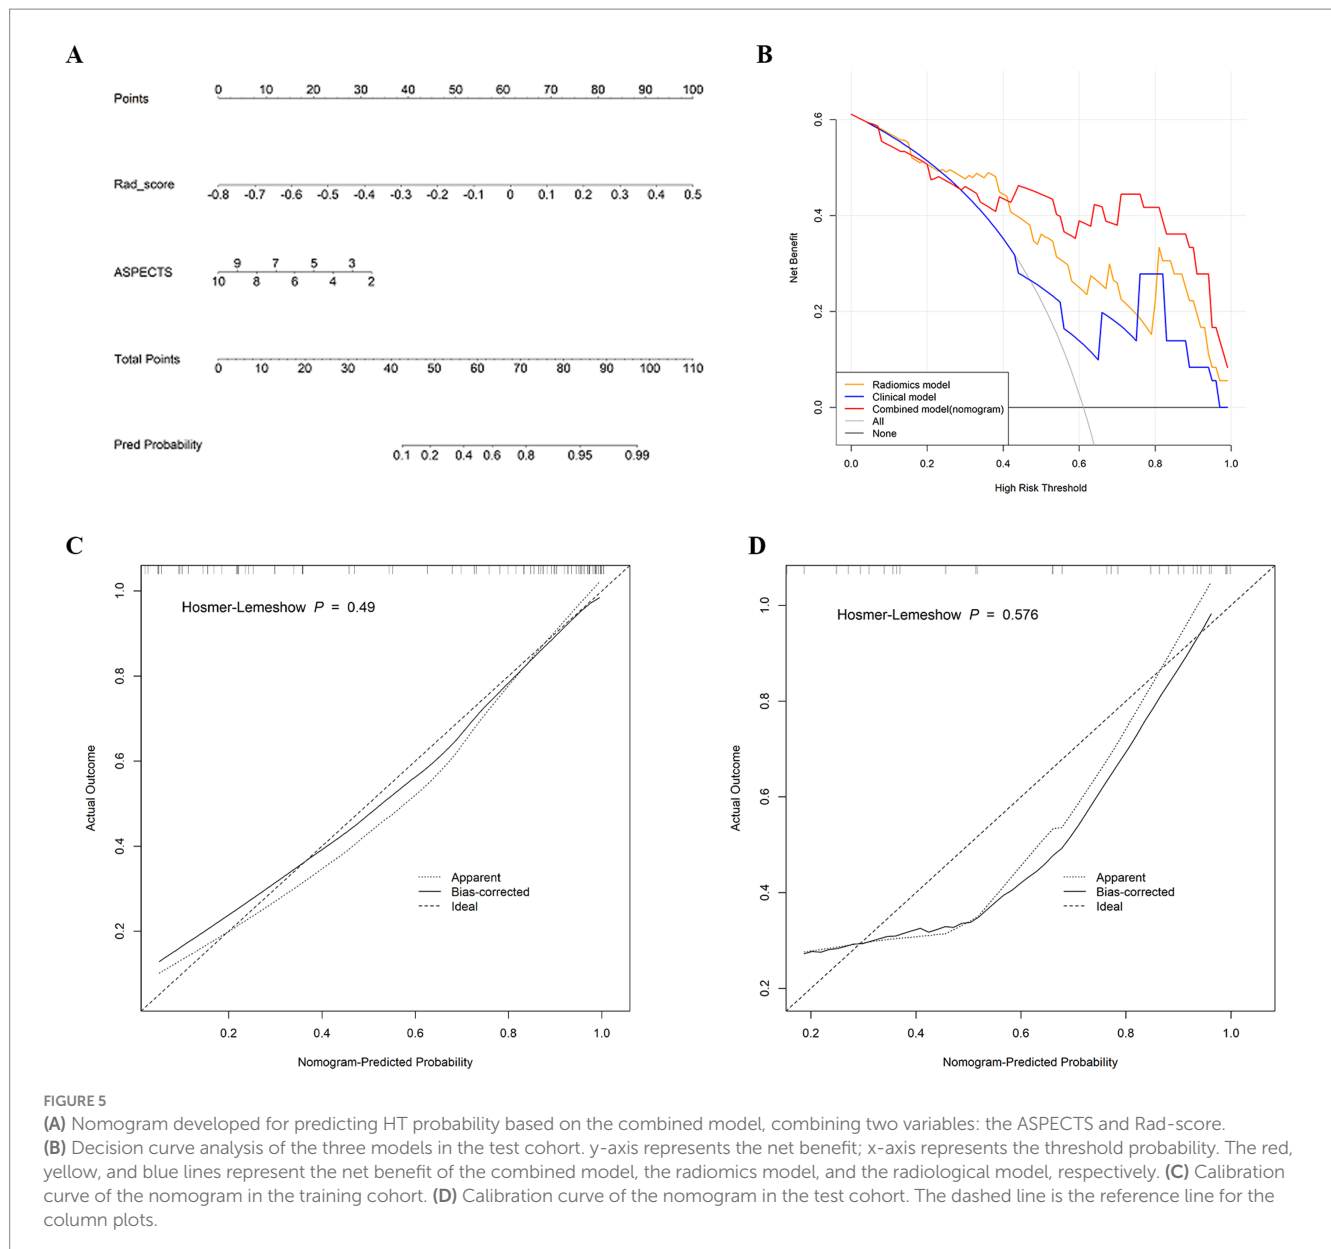 A
Points
0 10 20 30 40 50 60 70 80 90 100
Rad_score
-0.8 -0.7 -0.6 -0.5 -0.4 -0.3 -0.2 -0.1 0 0.1 0.2 0.3 0.4 0.5
ASPECTS
9 7 5 3
10 8 6 4 2
Total Points
0 10 20 30 40 50 60 70 80 90 100 110
Pred Probability
0.1 0.2 0.4 0.6 0.8 0.95 0.99
B
Net Benefit
0.6
0.4
0.2
0.0
Radiomics model
Clinical model
Combined model(nomogram)
All
None
0.0 0.2 0.4 0.6 0.8 1.0
High Risk Threshold
C
Hosmer-Lemeshow P = 0.49
Actual Outcome
1.0
0.8
0.6
0.4
0.2
Apparent
Bias-corrected
Ideal
0.2 0.4 0.6 0.8 1.0
Nomogram-Predicted Probability
D
Hosmer-Lemeshow P = 0.576
Actual Outcome
1.0
0.8
0.6
0.4
0.2
Apparent
Bias-corrected
Ideal
0.2 0.4 0.6 0.8 1.0
Nomogram-Predicted Probability
FIGURE 5
(A) Nomogram developed for predicting HT probability based on the combined model, combining two variables: the ASPECTS and Rad-score.
(B) Decision curve analysis of the three models in the test cohort. y-axis represents the net benefit; x-axis represents the threshold probability. The red,
yellow, and blue lines represent the net benefit of the combined model, the radiomics model, and the radiological model, respectively. (C) Calibration
curve of the nomogram in the training cohort. (D) Calibration curve of the nomogram in the test cohort. The dashed line is the reference line for the
column plots.